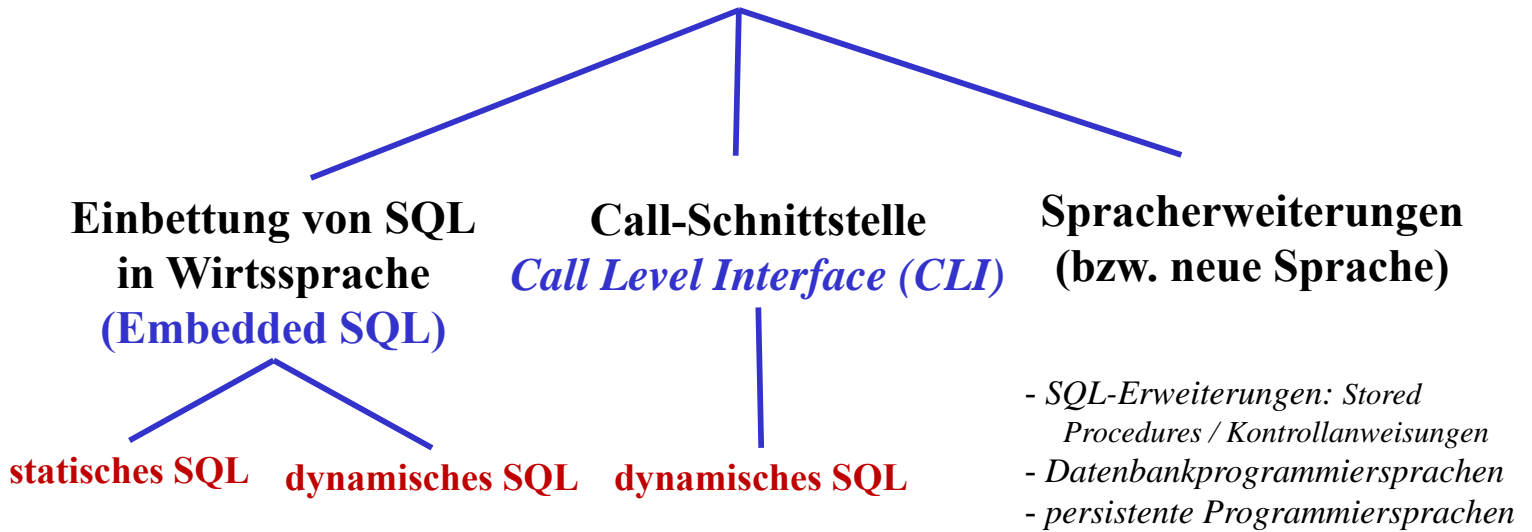 Einbettung von SQL
in Wirtssprache
(Embedded SQL)
Call-Schnittstelle
Call Level Interface (CLI)
Spracherweiterungen
(bzw. neue Sprache)
statisches SQL
dynamisches SQL
dynamisches SQL
- SQL-Erweiterungen: Stored
Procedures / Kontrollanweisungen
- Datenbankprogrammiersprachen
- persistente Programmiersprachen